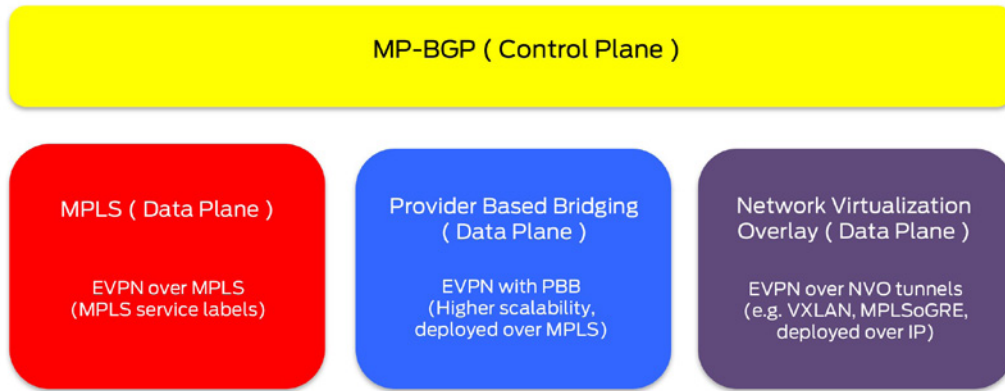 MP-BGP ( Control Plane )
MPLS ( Data Plane )
EVPN over MPLS
(MPLS service labels)
Provider Based Bridging
( Data Plane )
EVPN with PBB
(Higher scalability,
deployed over MPLS)
Network Virtualization
Overlay ( Data Plane )
EVPN over NVO tunnels
(e.g. VXLAN, MPLSoGRE,
deployed over IP)